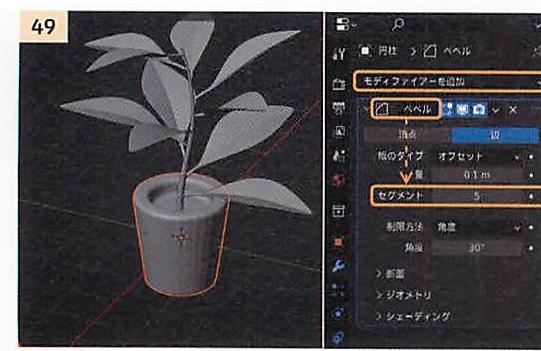 49
円柱 > ベベル
モディファイアーを追加
ベベル
頂点 辺
幅のタイプ オフセット
量 0.1 m
セグメント 5
制限方法 角度
角度 30°
> 断面
> ジオメトリ
> シェーディング